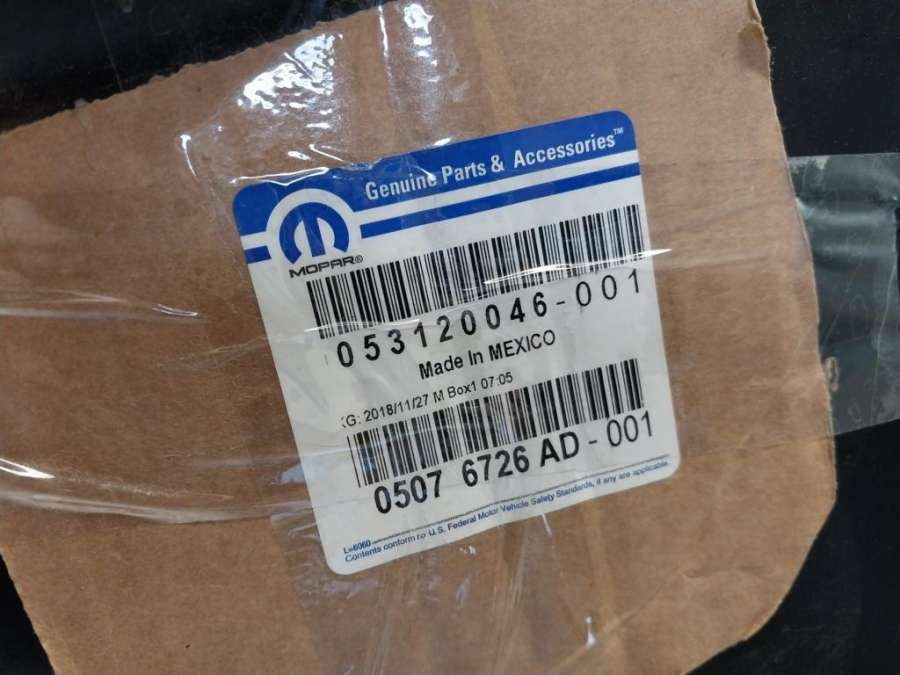 Genuine Parts & Accessories™
MOPAR®
053120046-001
Made In MEXICO
KG: 2018/11/27 M Box1 07:05
0507 6726 AD-001
Contents conform to U.S. Federal Motor Vehicle Safety Standards, if any are applicable.